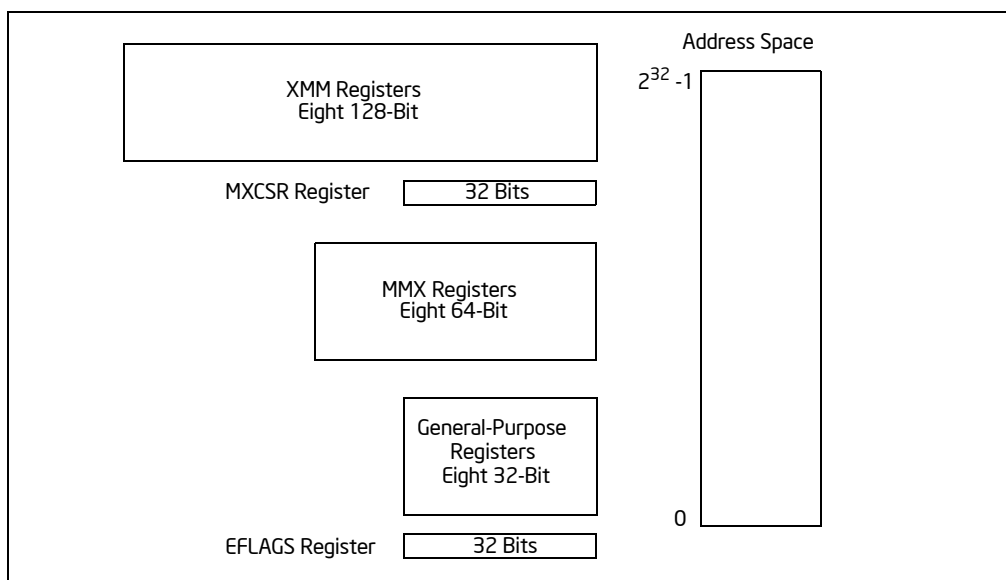 Address Space
2^32 -1
XMM Registers
Eight 128-Bit
MXCSR Register
32 Bits
MMX Registers
Eight 64-Bit
General-Purpose
Registers
Eight 32-Bit
0
EFLAGS Register
32 Bits